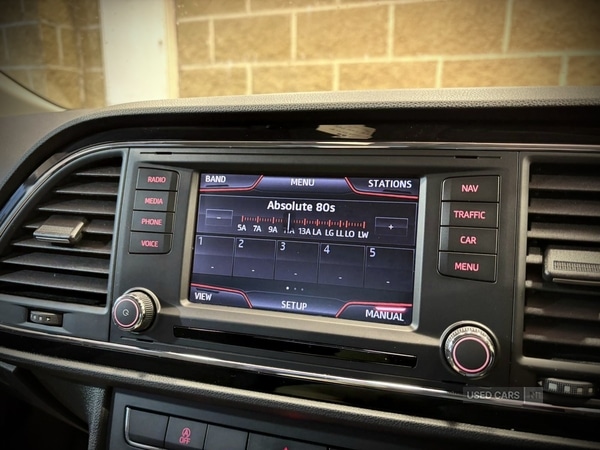 RADIO
MEDIA
PHONE
VOICE
BAND MENU STATIONS
Absolute 80s
5A 7A 9A 13A LA LG LL LO LW
- +
1 2 3 4 5
- - - - -
VIEW SETUP MANUAL
NAV
TRAFFIC
CAR
MENU
A OFF
USED CARS